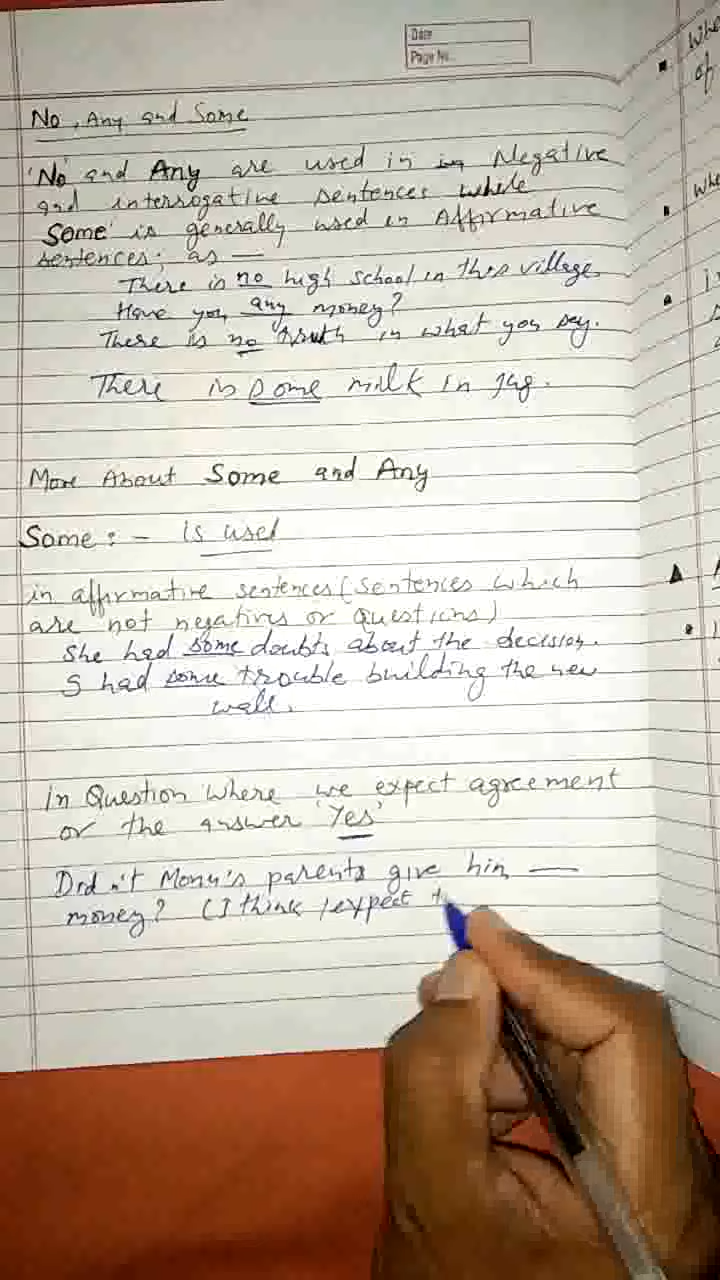 Date
Page No.
No, Any and Some
'No' and Any are used in in Negative
and interrogative sentences while
'Some' is generally used in Affirmative
sentences; as —
There is no high school in this village.
Have you any money?
There is no truth in what you say.
There is some milk in jug.
More About Some and Any
Some : - is used
in affirmative sentences (sentences which
are not negatives or questions)
She had some doubts about the decision.
S had some trouble building the new
wall.
in Question where we expect agreement
or the answer 'Yes'
Didn't Monu's parents give him —
money? (I think / expect t
Whe
of
Whe